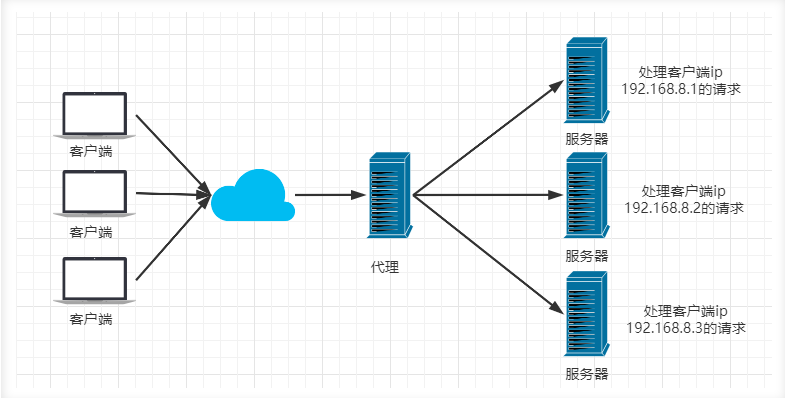 客户端
客户端
客户端
代理
处理客户端ip
192.168.8.1的请求
服务器
处理客户端ip
192.168.8.2的请求
服务器
处理客户端ip
192.168.8.3的请求
服务器